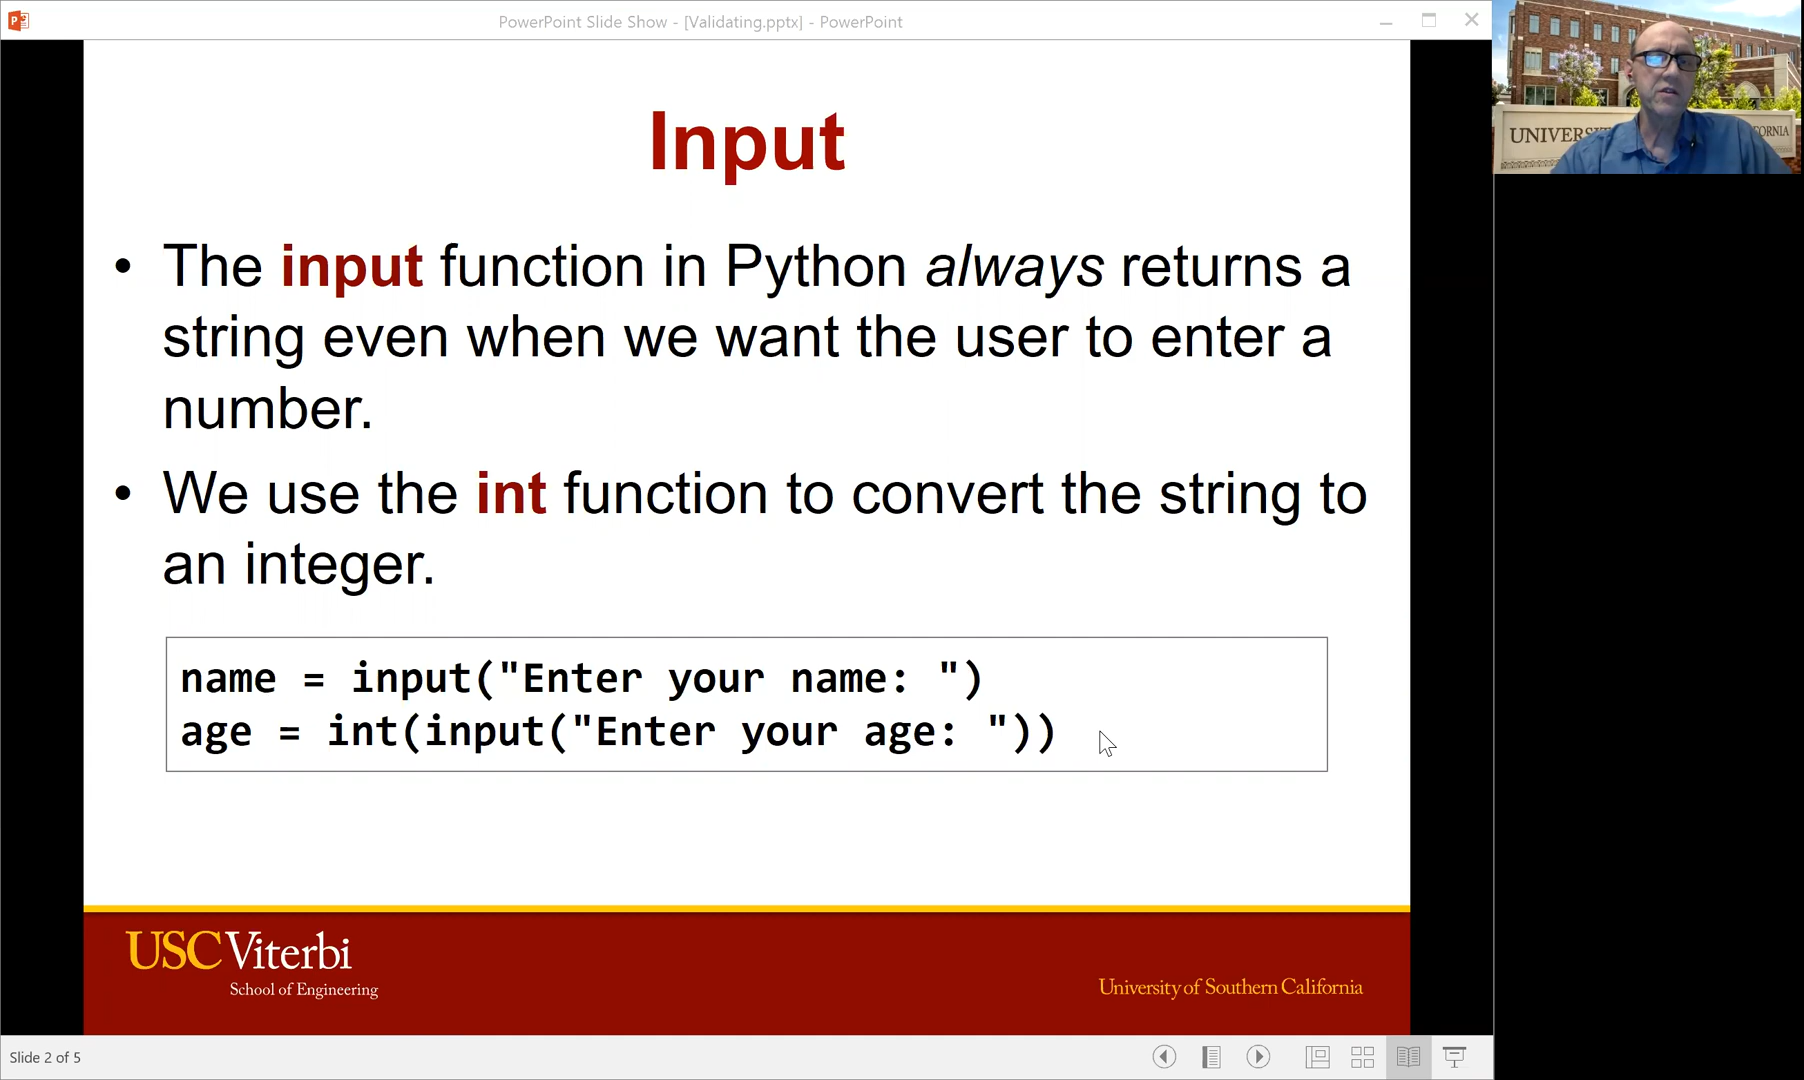 PowerPoint Slide Show - [Validating.pptx] - PowerPoint
Input
• The input function in Python always returns a
string even when we want the user to enter a
number.
• We use the int function to convert the string to
an integer.
name = input("Enter your name: ")
age = int(input("Enter your age: "))
USC Viterbi
School of Engineering
University of Southern California
Slide 2 of 5